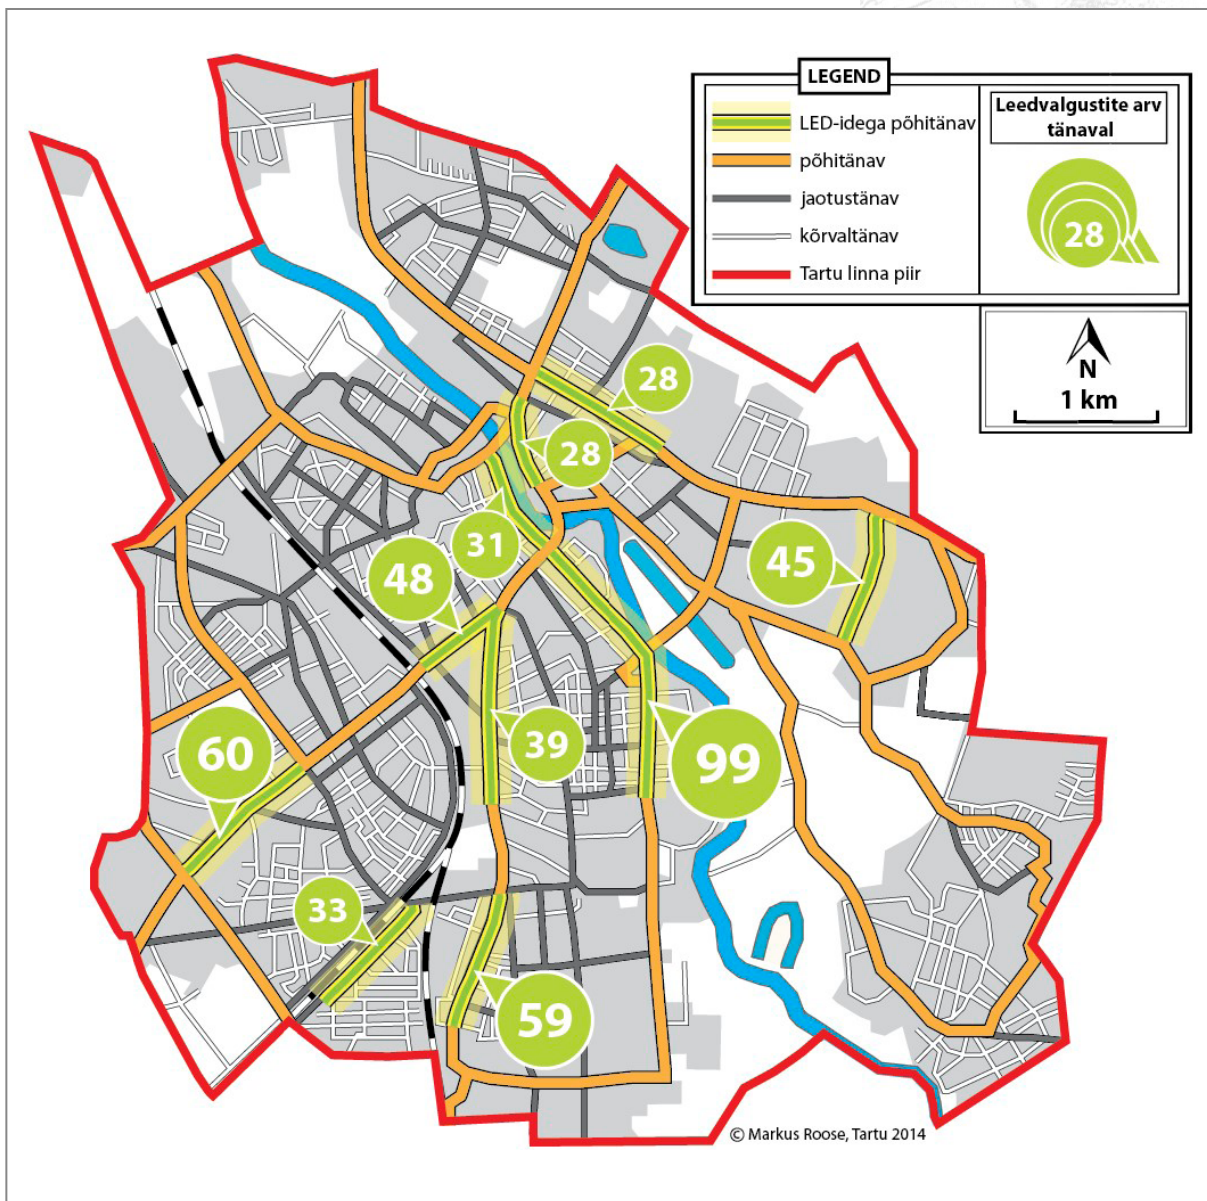 LEGEND
LED-idega põhitänav
põhitänav
jaotustänav
kõrvaltänav
Tartu linna piir
Leedvalgustite arv
tänaval
28
N
1 km
28
28
31
48
45
39
60
99
33
59
© Markus Roose, Tartu 2014